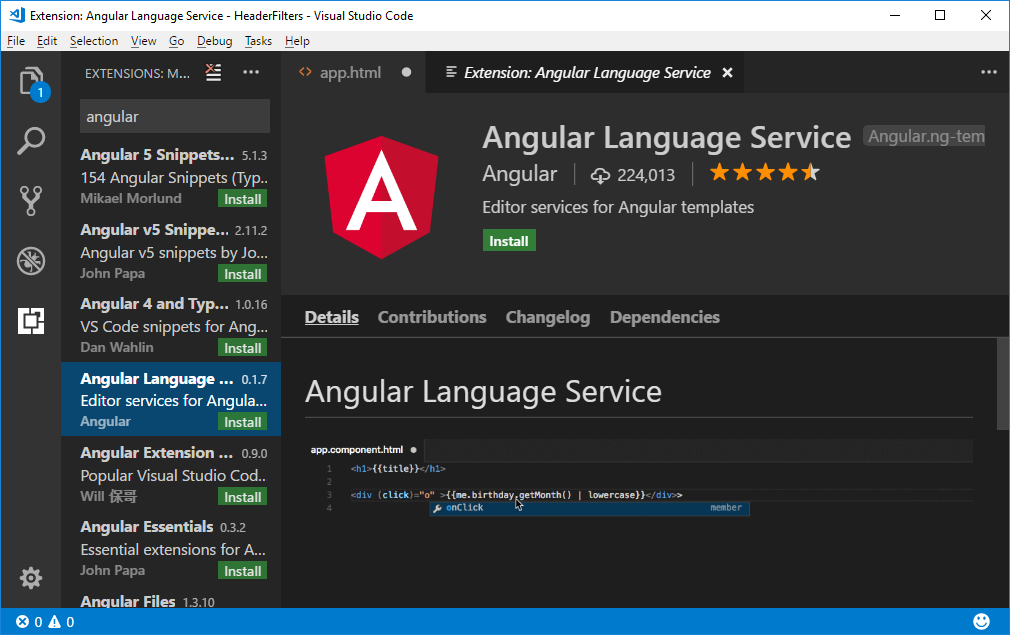 Extension: Angular Language Service - HeaderFilters - Visual Studio Code
File Edit Selection View Go Debug Tasks Help
1
EXTENSIONS: M...
angular
Angular 5 Snippets... 5.1.3
154 Angular Snippets (Typ...
Mikael Morlund Install
Angular v5 Snippe... 2.11.2
Angular v5 snippets by Jo...
John Papa Install
Angular 4 and Typ... 1.0.16
VS Code snippets for Ang...
Dan Wahlin Install
Angular Language ... 0.1.7
Editor services for Angula...
Angular Install
Angular Extension ... 0.9.0
Popular Visual Studio Cod...
Will 保哥 Install
Angular Essentials 0.3.2
Essential extensions for A...
John Papa Install
Angular Files 1.3.10
<> app.html ●
Extension: Angular Language Service ×
A
Angular Language Service Angular.ng-tem
Angular 224,013
Editor services for Angular templates
Install
Details Contributions Changelog Dependencies
Angular Language Service
app.component.html ●
1 <h1>{{title}}</h1>
2
3 <div (click)="o" >{{me.birthday.getMonth() | lowercase}}</div>>
4
onClick member
0 0